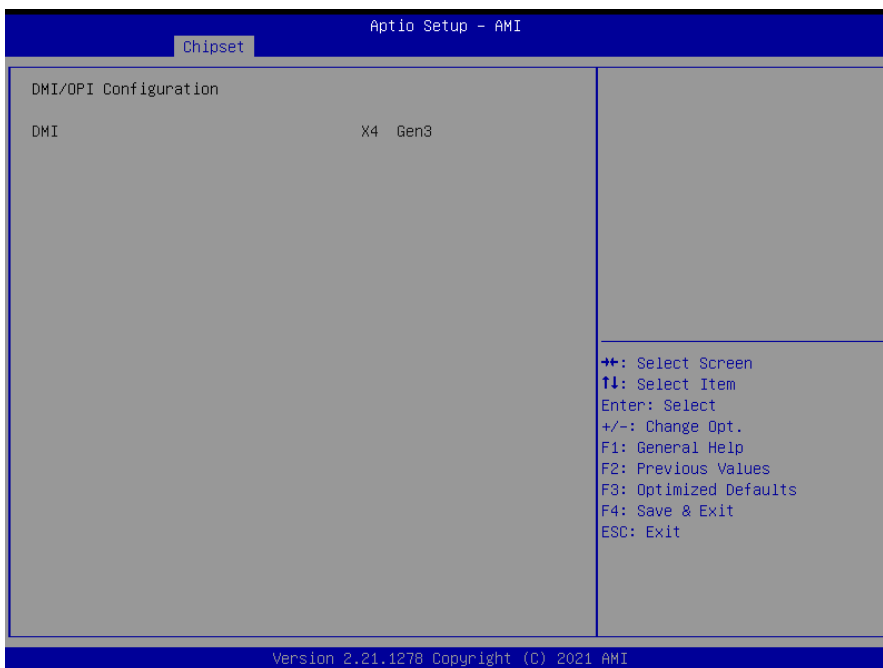 Aptio Setup – AMI
Chipset
DMI/OPI Configuration
DMI X4 Gen3
→←: Select Screen
↑↓: Select Item
Enter: Select
+/-: Change Opt.
F1: General Help
F2: Previous Values
F3: Optimized Defaults
F4: Save & Exit
ESC: Exit
Version 2.21.1278 Copyright (C) 2021 AMI